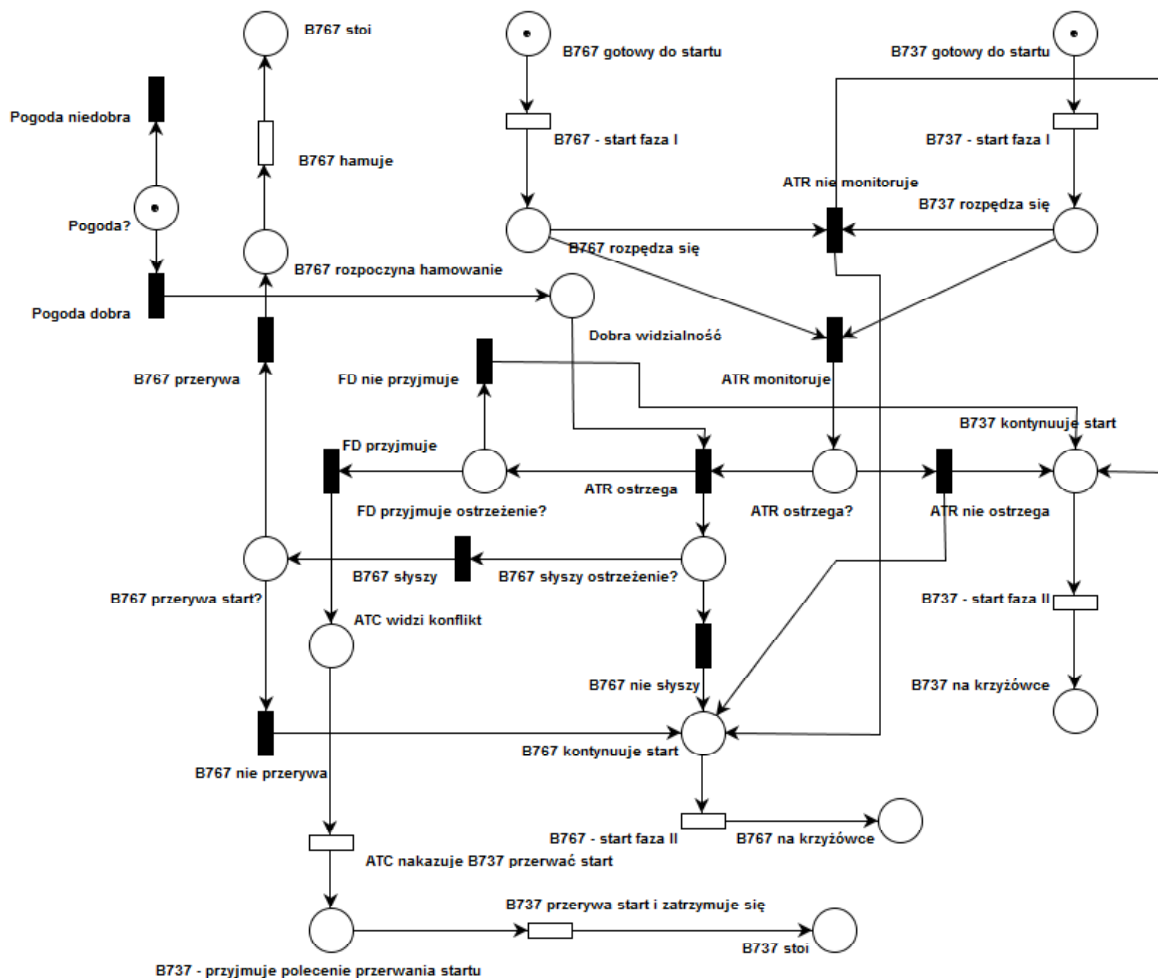 B767 stoi
B767 gotowy do startu
B737 gotowy do startu
Pogoda niedobra
B767 hamuje
B767 - start faza I
B737 - start faza I
ATR nie monitoruje
B737 rozpędza się
Pogoda?
B767 rozpędza się
B767 rozpoczyna hamowanie
Pogoda dobra
Dobra widzialność
B767 przerywa
FD nie przyjmuje
ATR monitoruje
B737 kontynuuje start
FD przyjmuje
ATR ostrzega
ATR ostrzega?
ATR nie ostrzega
FD przyjmuje ostrzeżenie?
B767 słyszy
B767 słyszy ostrzeżenie?
B767 przerywa start?
B737 - start faza II
ATC widzi konflikt
B767 nie słyszy
B737 na krzyżówce
B767 kontynuuje start
B767 nie przerywa
B767 - start faza II
B767 na krzyżówce
ATC nakazuje B737 przerwać start
B737 przerywa start i zatrzymuje się
B737 stoi
B737 - przyjmuje polecenie przerwania startu